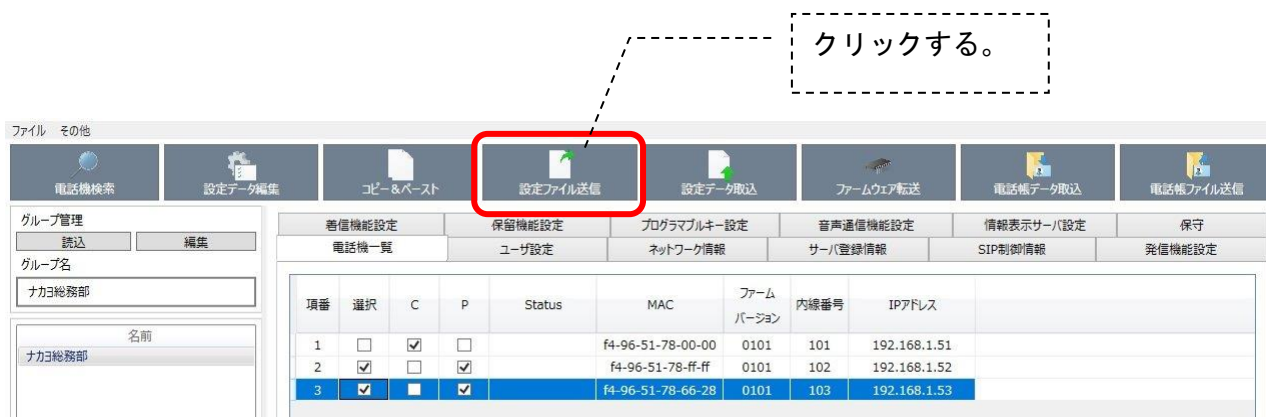 クリックする。
ファイル その他
電話機検索 設定データ編集 コピー&ペースト 設定ファイル送信 設定データ取込 ファームウェア転送 電話帳データ取込 電話帳ファイル送信
グループ管理
読込 編集
グループ名
ナカヨ総務部
名前
ナカヨ総務部
着信機能設定 保留機能設定 プログラマブルキー設定 音声通信機能設定 情報表示サーバ設定 保守
電話機一覧 ユーザ設定 ネットワーク情報 サーバ登録情報 SIP制御情報 発信機能設定
項番 選択 C P Status MAC ファームバージョン 内線番号 IPアドレス
1 f4-96-51-78-00-00 0101 101 192.168.1.51
2 f4-96-51-78-ff-ff 0101 102 192.168.1.52
3 f4-96-51-78-66-28 0101 103 192.168.1.53